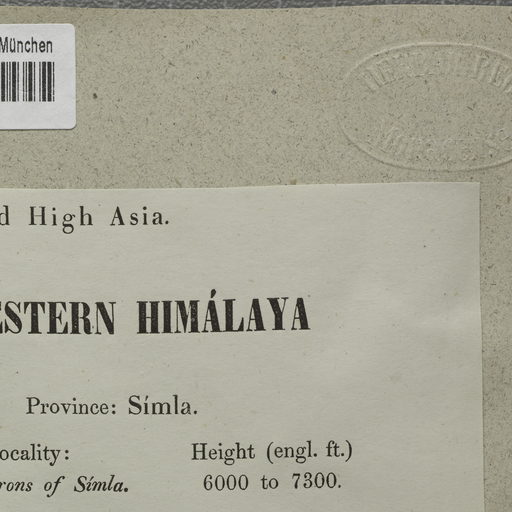 München
d High Asia.
ESTERN HIMÁLAYA
Province: Símla.
ocality: Height (engl. ft.)
rons of Símla. 6000 to 7300.